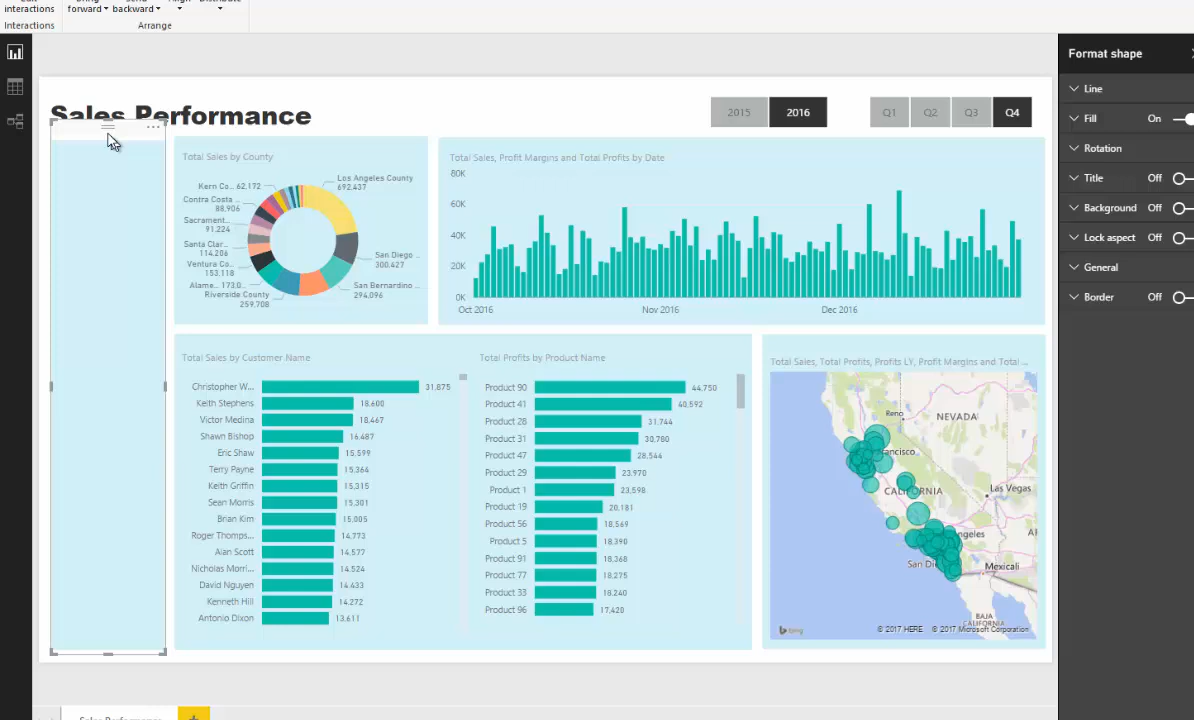 interactions
forward
backward
Interactions
Arrange
Format shape
Line
Fill On
Rotation
Title Off
Background Off
Lock aspect Off
General
Border Off
Sales Performance
2015 2016
Q1 Q2 Q3 Q4
Total Sales by County
Kern Co... 62,172
Contra Costa ...
88,906
Sacrament...
91,224
Santa Clar...
114,206
Ventura Co...
153,118
Alame... 173,0...
Riverside County
259,708
Los Angeles County
692,437
San Diego ...
300,427
San Bernardino ...
294,096
Total Sales, Profit Margins and Total Profits by Date
80K
60K
40K
20K
0K
Oct 2016 Nov 2016 Dec 2016
Total Sales by Customer Name
Christopher W... 31,875
Keith Stephens 18,600
Victor Medina 18,467
Shawn Bishop 16,487
Eric Shaw 15,599
Terry Payne 15,364
Keith Griffin 15,315
Sean Morris 15,301
Brian Kim 15,005
Roger Thomps... 14,773
Alan Scott 14,577
Nicholas Morri... 14,524
David Nguyen 14,433
Kenneth Hill 14,272
Antonio Dixon 13,611
Total Profits by Product Name
Product 90 44,750
Product 41 40,592
Product 28 31,744
Product 31 30,780
Product 47 28,544
Product 29 23,970
Product 1 23,598
Product 19 20,181
Product 56 18,569
Product 5 18,390
Product 91 18,368
Product 77 18,275
Product 33 18,240
Product 96 17,420
Total Sales, Total Profits, Profits LY, Profit Margins and Total ...
Reno
NEVADA
CALIFORNIA
Las Vegas
Mexicali
BAJA
CALIFORNIA
bing
© 2017 HERE © 2017 Microsoft Corporation